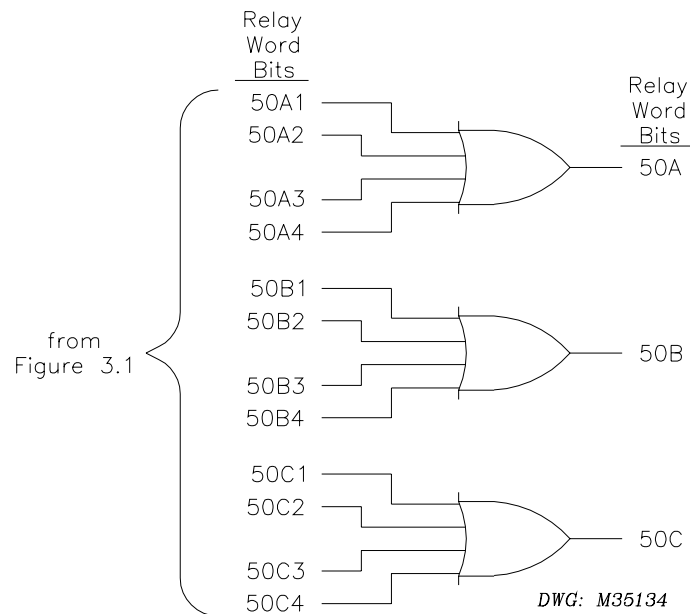 Relay
Word
Bits
50A1
50A2
50A3
50A4
50B1
50B2
50B3
50B4
50C1
50C2
50C3
50C4
from
Figure 3.1
Relay
Word
Bits
50A
50B
50C
DWG: M35134